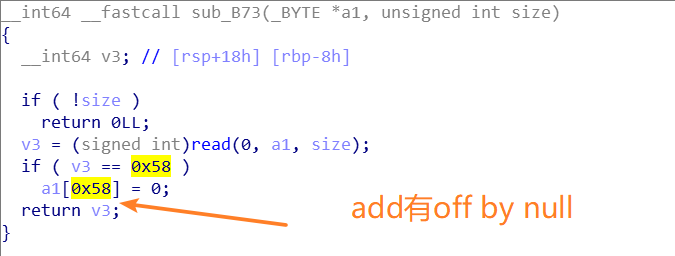 __int64 __fastcall sub_B73(_BYTE *a1, unsigned int size)
{
  __int64 v3; // [rsp+18h] [rbp-8h]

  if ( !size )
    return 0LL;
  v3 = (signed int)read(0, a1, size);
  if ( v3 == 0x58 )
    a1[0x58] = 0;
  return v3;
}
add有off by null